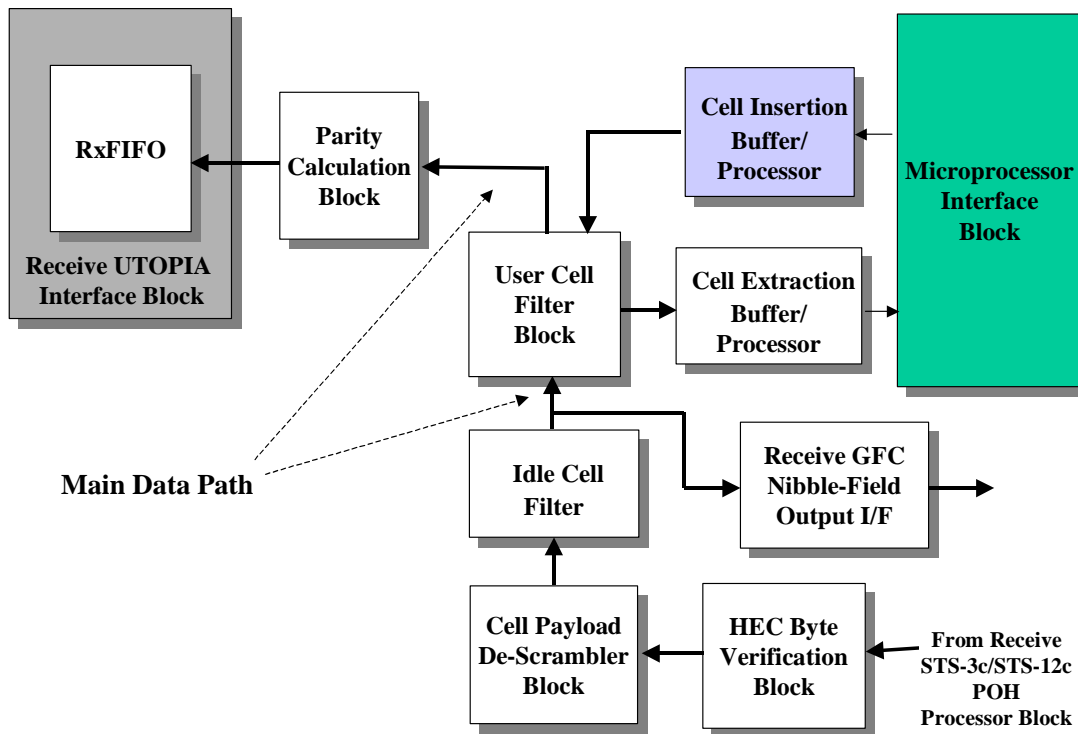 RxFIFO
Receive UTOPIA
Interface Block
Parity
Calculation
Block
Cell Insertion
Buffer/
Processor
Microprocessor
Interface
Block
User Cell
Filter
Block
Cell Extraction
Buffer/
Processor
Main Data Path
Idle Cell
Filter
Receive GFC
Nibble-Field
Output I/F
Cell Payload
De-Scrambler
Block
HEC Byte
Verification
Block
From Receive
STS-3c/STS-12c
POH
Processor Block